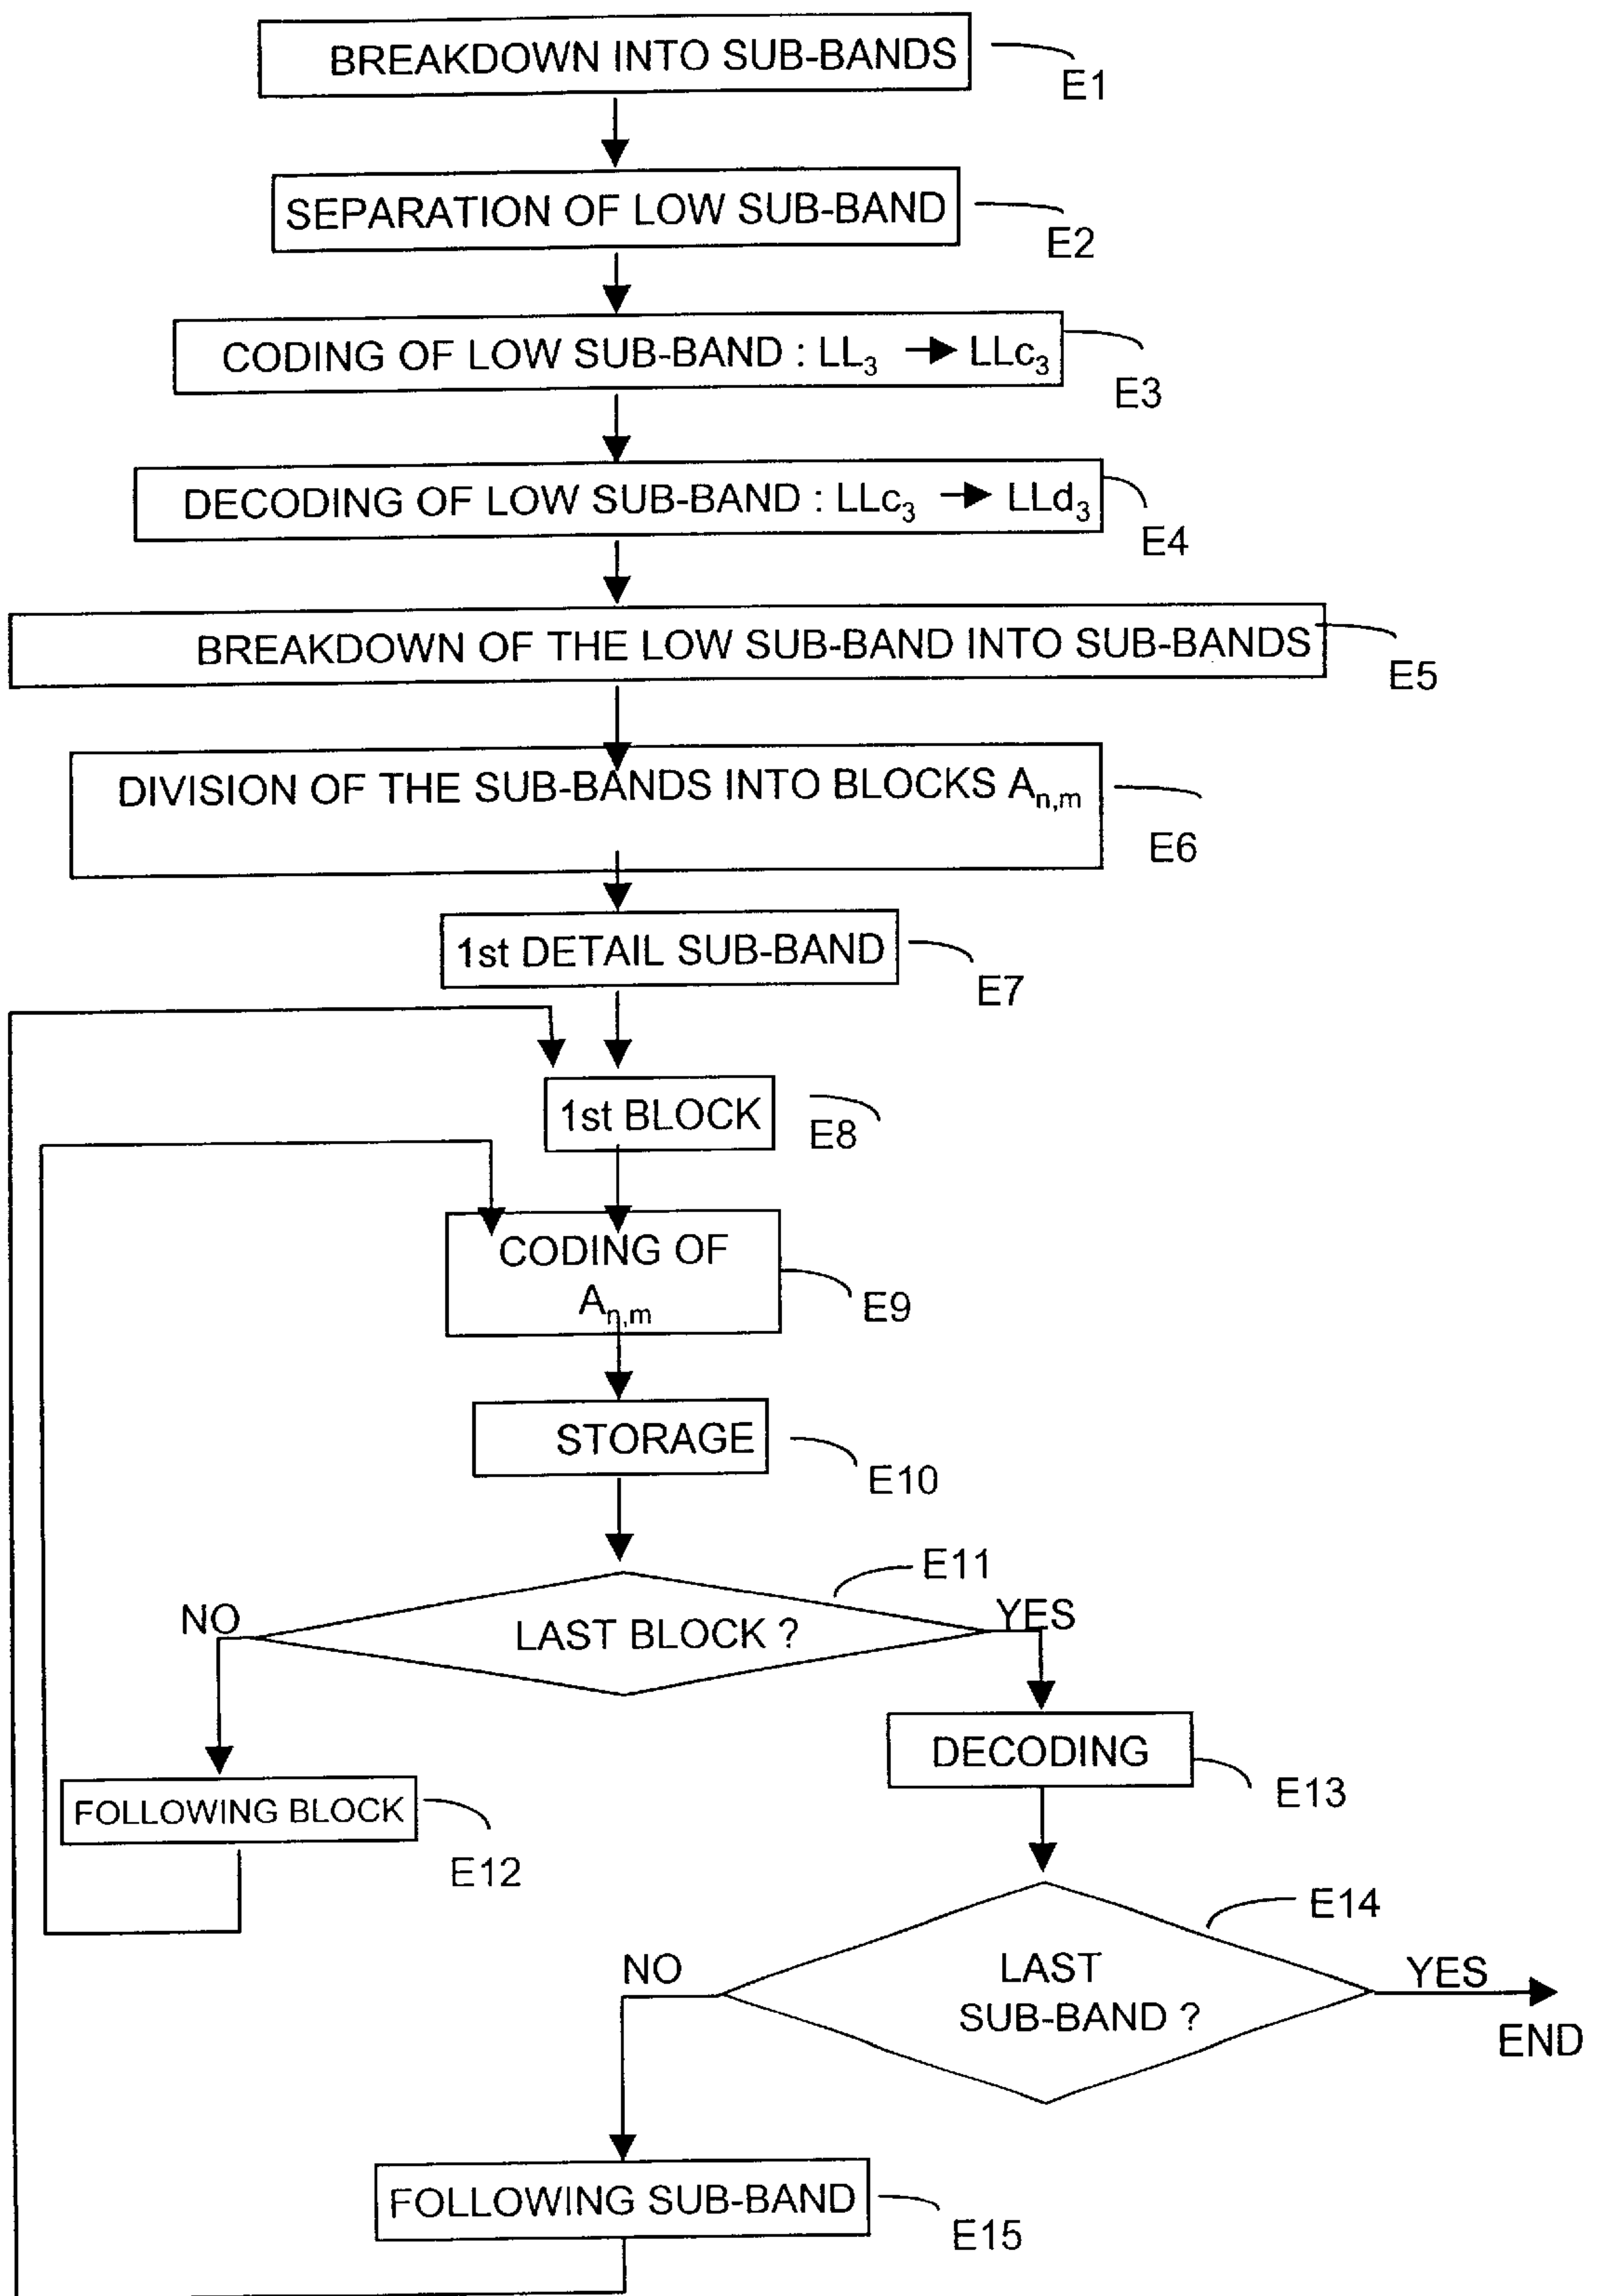 BREAKDOWN INTO SUB-BANDS
E1
SEPARATION OF LOW SUB-BAND
E2
CODING OF LOW SUB-BAND : LL₃ → LLc₃
E3
DECODING OF LOW SUB-BAND : LLc₃ → LLd₃
E4
BREAKDOWN OF THE LOW SUB-BAND INTO SUB-BANDS
E5
DIVISION OF THE SUB-BANDS INTO BLOCKS Aₙ,ₘ
E6
1st DETAIL SUB-BAND
E7
1st BLOCK
E8
CODING OF
Aₙ,ₘ
E9
STORAGE
E10
E11
NO
LAST BLOCK ?
YES
DECODING
E13
FOLLOWING BLOCK
E12
E14
NO
LAST
SUB-BAND ?
YES
END
FOLLOWING SUB-BAND
E15